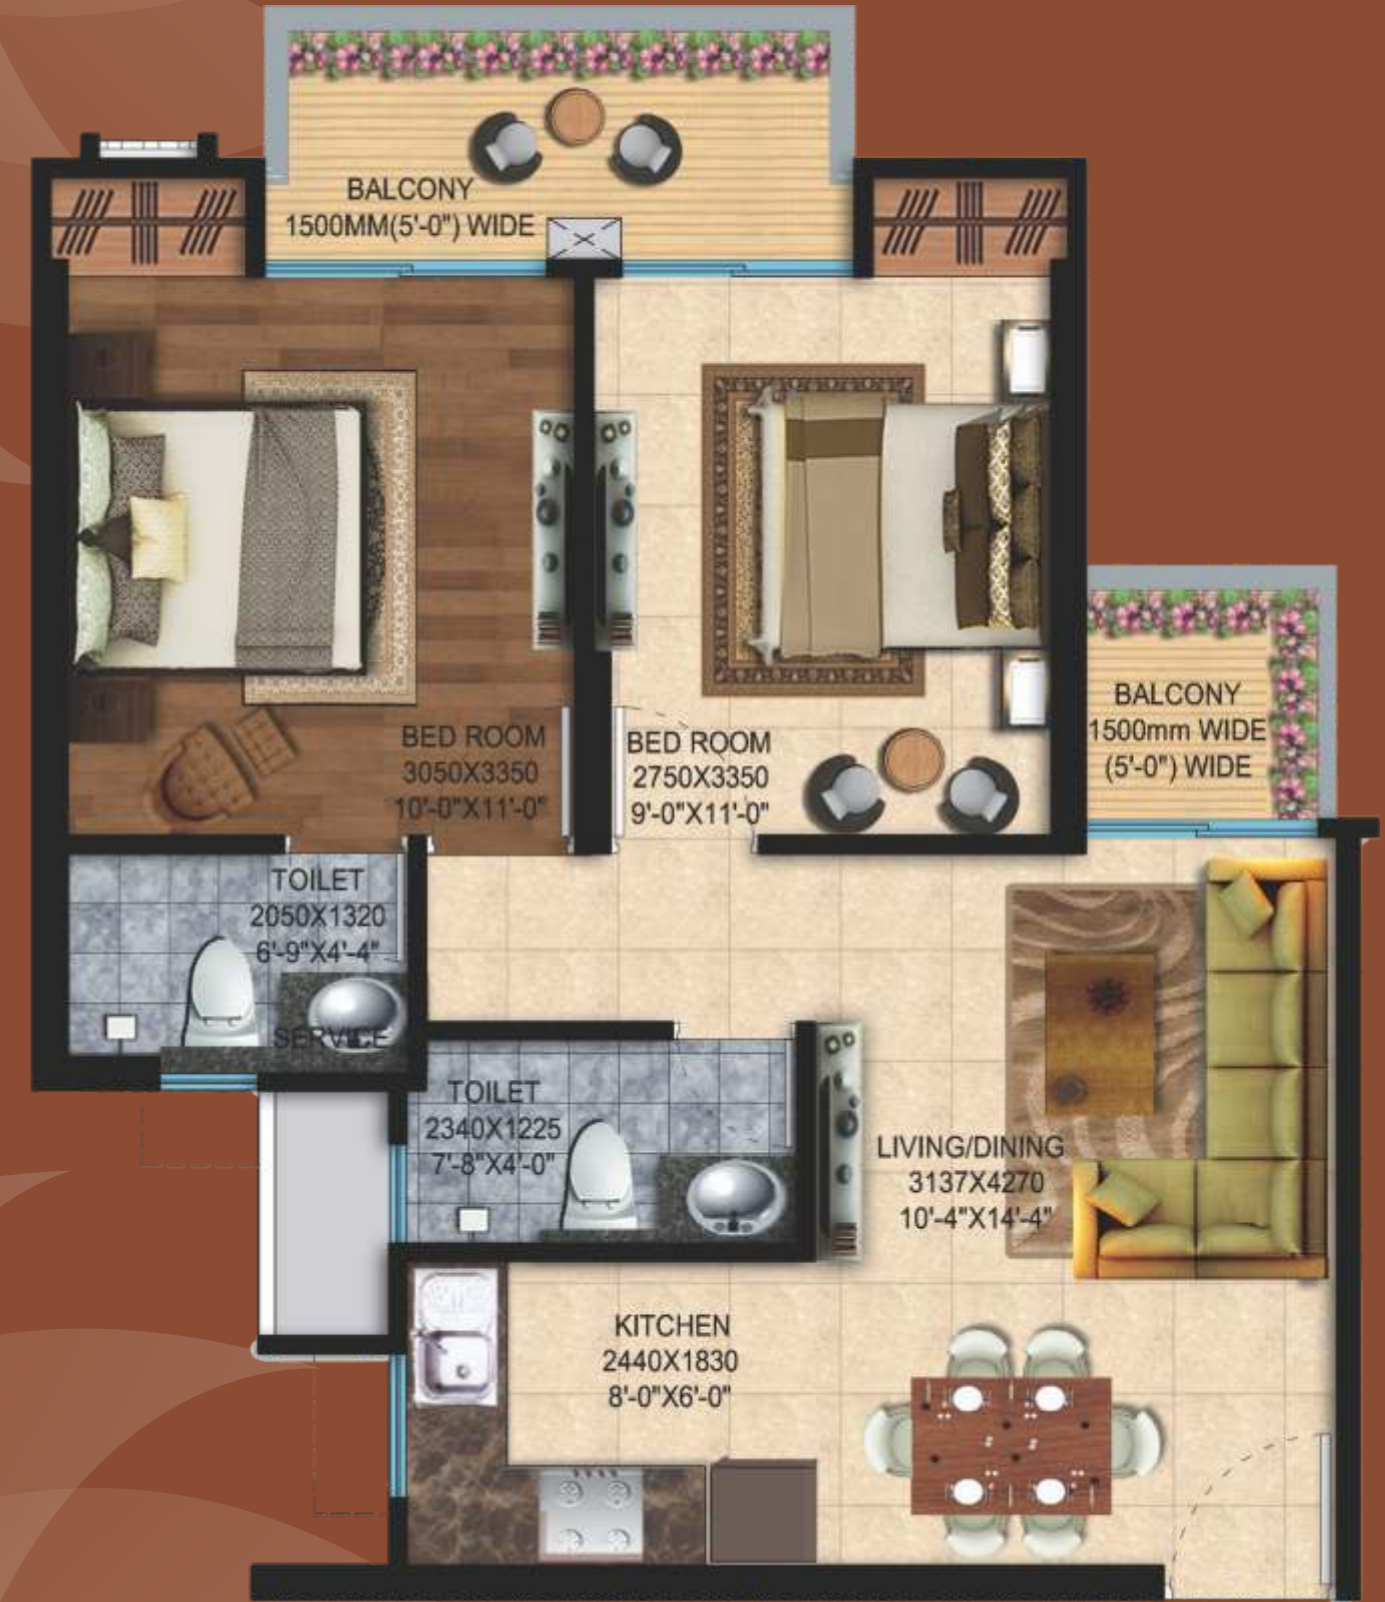 BALCONY
1500MM(5'-0") WIDE
BED ROOM
3050X3350
10'-0"X11'-0"
BED ROOM
2750X3350
9'-0"X11'-0"
BALCONY
1500mm WIDE
(5'-0") WIDE
TOILET
2050X1320
6'-9"X4'-4"
SERVICE
TOILET
2340X1225
7'-8"X4'-0"
LIVING/DINING
3137X4270
10'-4"X14'-4"
KITCHEN
2440X1830
8'-0"X6'-0"